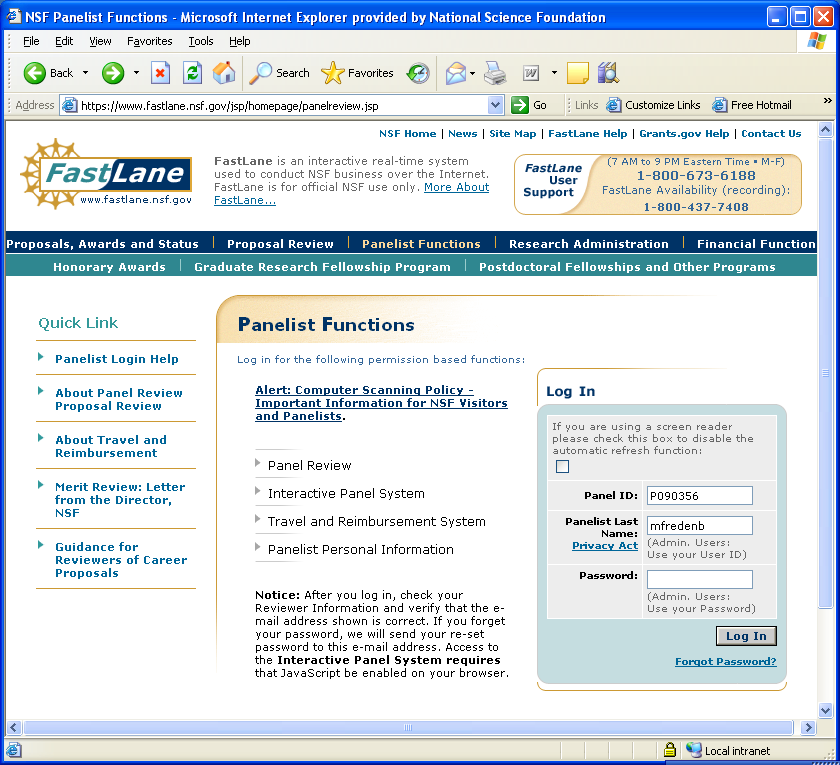 NSF Panelist Functions - Microsoft Internet Explorer provided by National Science Foundation
File Edit View Favorites Tools Help
Back Search Favorites
Address https://www.fastlane.nsf.gov/jsp/homepage/panelreview.jsp Go Links Customize Links Free Hotmail »
NSF Home | News | Site Map | FastLane Help | Grants.gov Help | Contact Us
FastLane
www.fastlane.nsf.gov
FastLane is an interactive real-time system
used to conduct NSF business over the Internet.
FastLane is for official NSF use only. More About
FastLane...
FastLane
User
Support
(7 AM to 9 PM Eastern Time • M-F)
1-800-673-6188
FastLane Availability (recording):
1-800-437-7408
Proposals, Awards and Status | Proposal Review | Panelist Functions | Research Administration | Financial Function
Honorary Awards | Graduate Research Fellowship Program | Postdoctoral Fellowships and Other Programs
Quick Link
Panelist Login Help
About Panel Review
Proposal Review
About Travel and
Reimbursement
Merit Review: Letter
from the Director,
NSF
Guidance for
Reviewers of Career
Proposals
Panelist Functions
Log in for the following permission based functions:
Alert: Computer Scanning Policy -
Important Information for NSF Visitors
and Panelists.
Panel Review
Interactive Panel System
Travel and Reimbursement System
Panelist Personal Information
Notice: After you log in, check your
Reviewer Information and verify that the e-
mail address shown is correct. If you forget
your password, we will send your re-set
password to this e-mail address. Access to
the Interactive Panel System requires
that JavaScript be enabled on your browser.
Log In
If you are using a screen reader
please check this box to disable the
automatic refresh function:
Panel ID: P090356
Panelist Last
Name: mfredenb
Privacy Act
(Admin. Users:
Use your User ID)
Password:
(Admin. Users:
Use your Password)
Log In
Forgot Password?
Local intranet